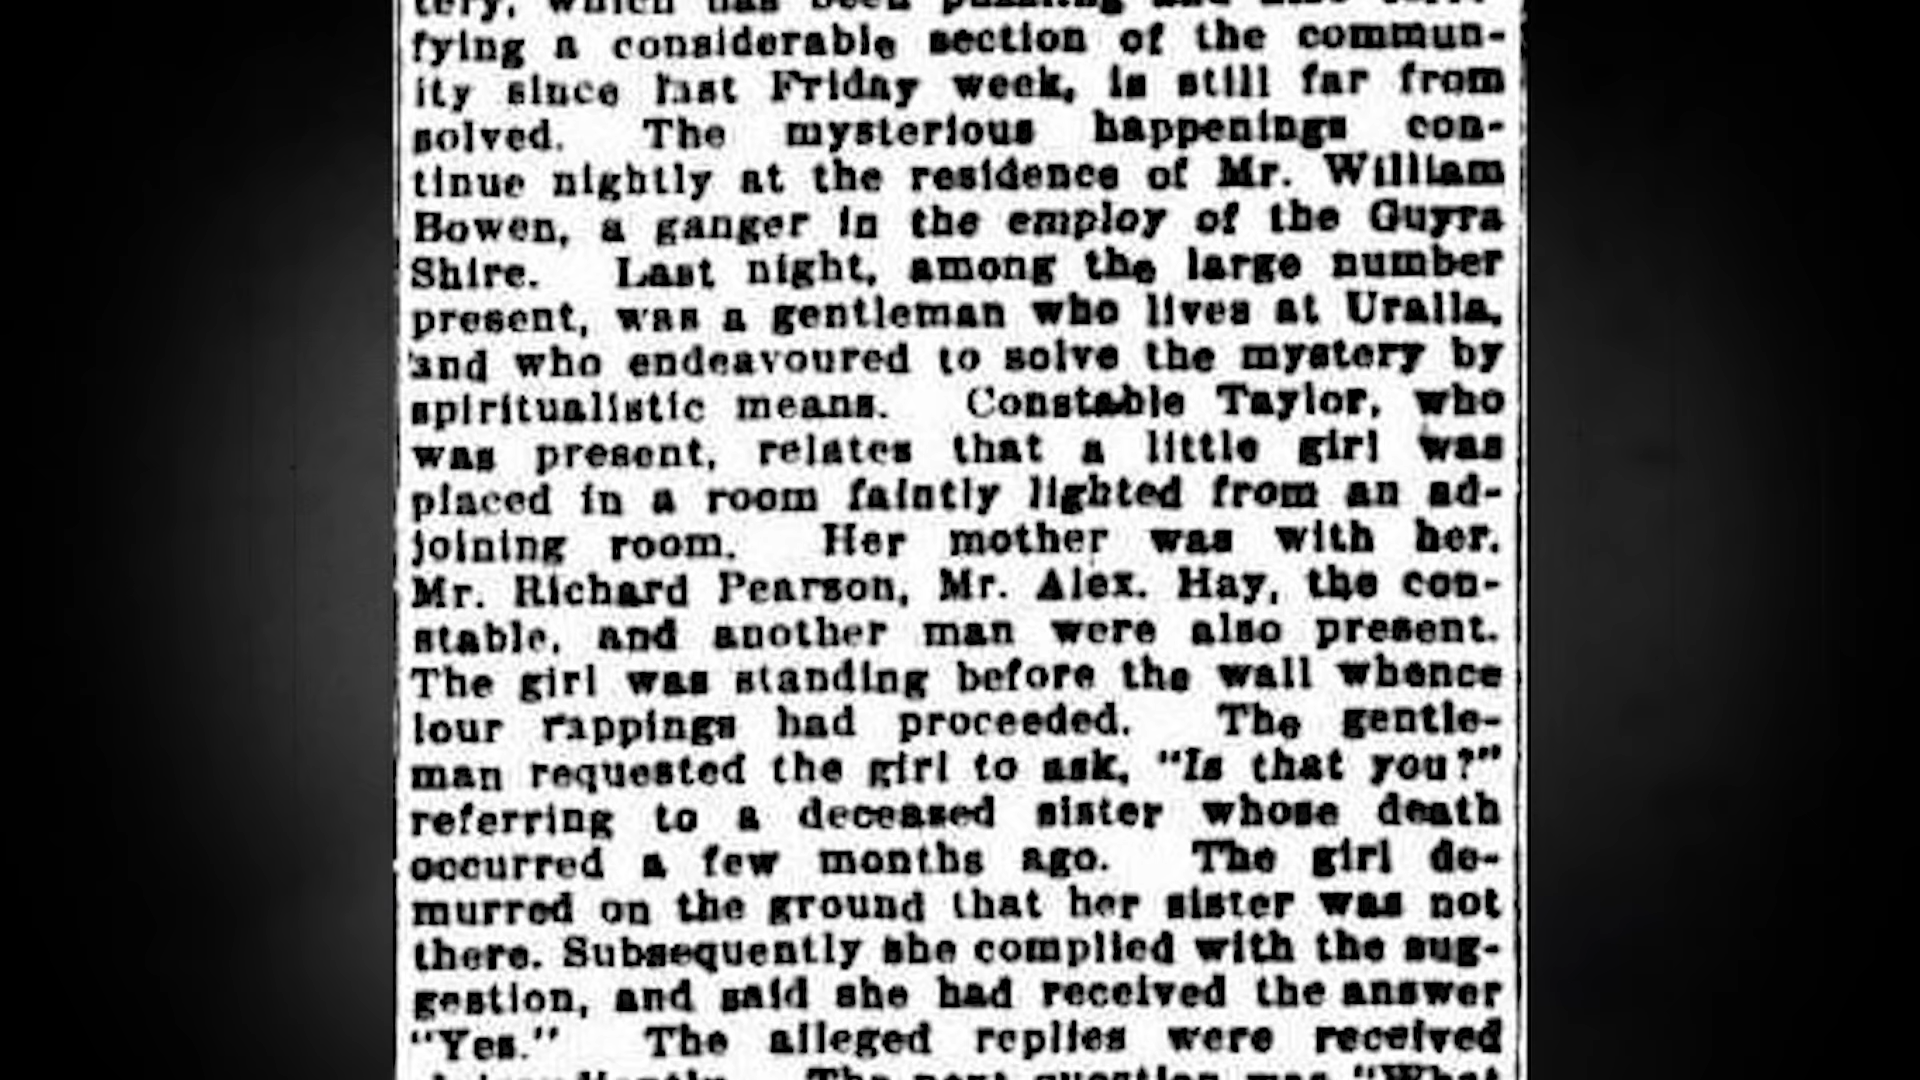 fying a considerable section of the commun-
ity since last Friday week, is still far from
solved. The mysterious happenings con-
tinue nightly at the residence of Mr. William
Bowen, a ganger in the employ of the Guyra
Shire. Last night, among the large number
present, was a gentleman who lives at Uralla,
and who endeavoured to solve the mystery by
spiritualistic means. Constable Taylor, who
was present, relates that a little girl was
placed in a room faintly lighted from an ad-
joining room. Her mother was with her.
Mr. Richard Pearson, Mr. Alex. Hay, the con-
stable, and another man were also present.
The girl was standing before the wall whence
lour rappings had proceeded. The gentle-
man requested the girl to ask, "Is that you?"
referring to a deceased sister whose death
occurred a few months ago. The girl de-
murred on the ground that her sister was not
there. Subsequently she complied with the sug-
gestion, and said she had received the answer
"Yes." The alleged replies were received
The next question was "What